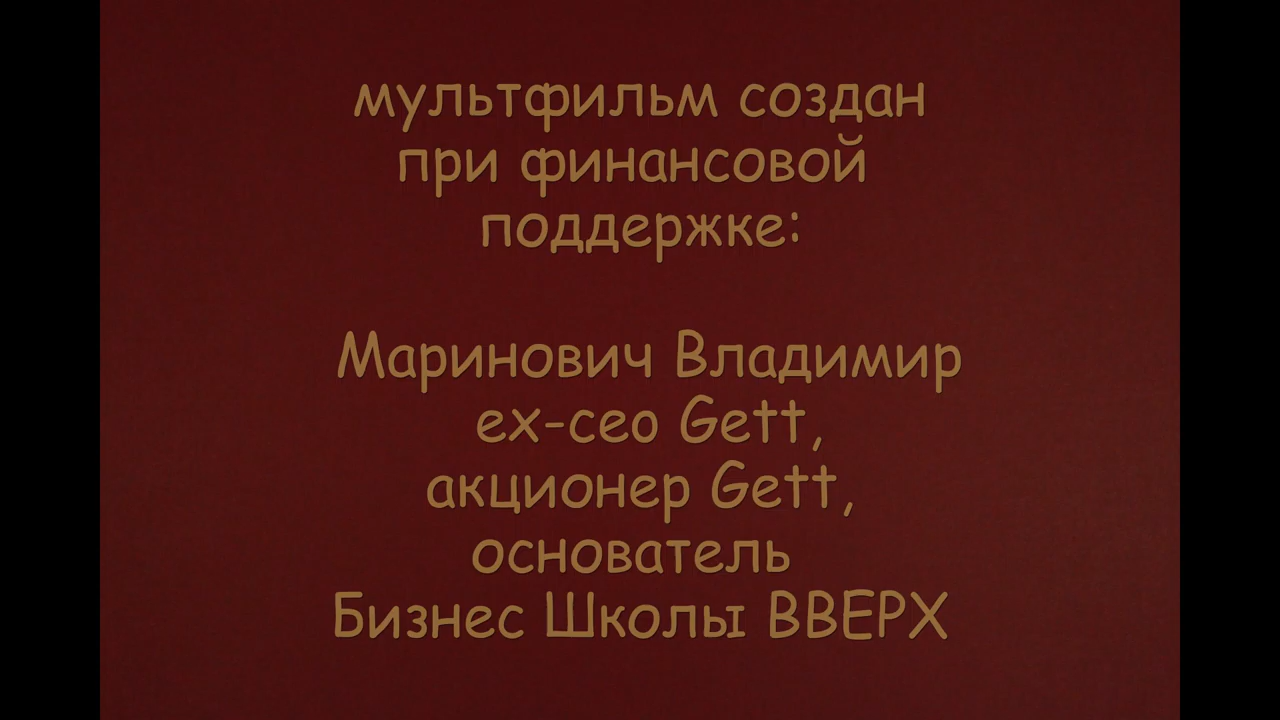 мультфильм создан
при финансовой
поддержке:
Маринович Владимир
ex-ceo Gett,
акционер Gett,
основатель
Бизнес Школы ВВЕРХ